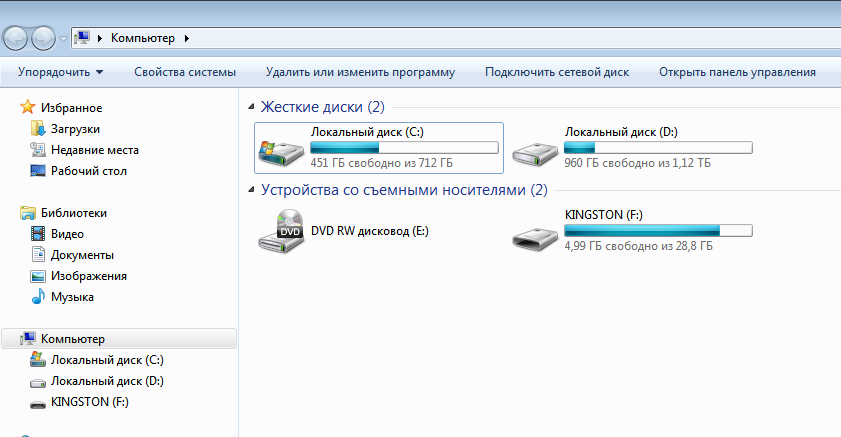 Компьютер
Упорядочить Свойства системы Удалить или изменить программу Подключить сетевой диск Открыть панель управления
Избранное
Загрузки
Недавние места
Рабочий стол
Библиотеки
Видео
Документы
Изображения
Музыка
Компьютер
Локальный диск (C:)
Локальный диск (D:)
KINGSTON (F:)
Жесткие диски (2)
Локальный диск (C:)
451 ГБ свободно из 712 ГБ
Локальный диск (D:)
960 ГБ свободно из 1,12 ТБ
Устройства со съемными носителями (2)
DVD
DVD RW дисковод (E:)
KINGSTON (F:)
4,99 ГБ свободно из 28,8 ГБ